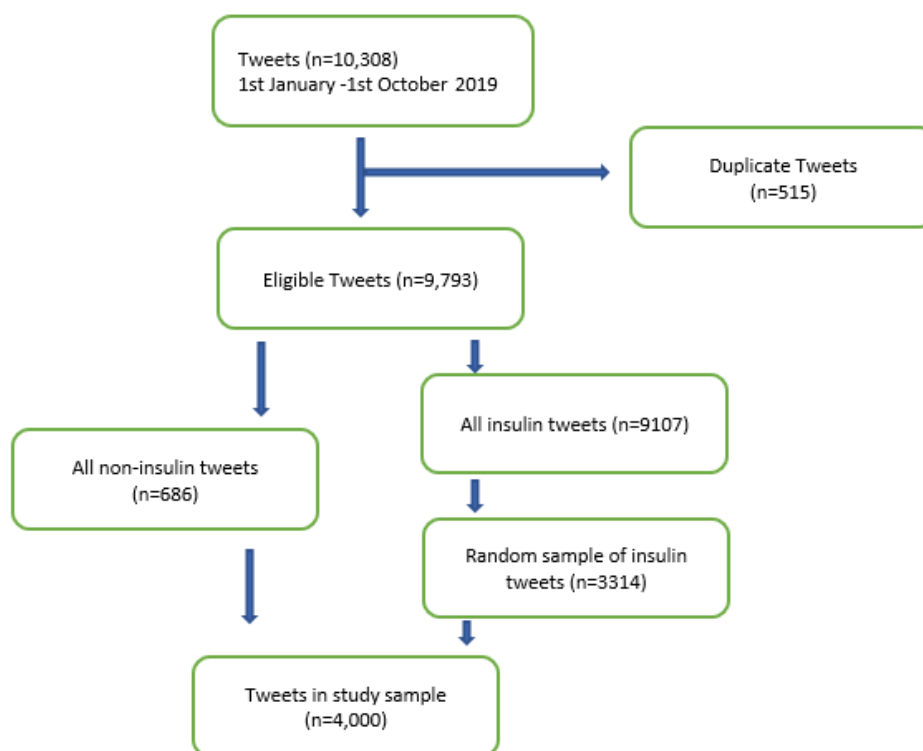 Tweets (n=10,308)
1st January -1st October 2019
Duplicate Tweets
(n=515)
Eligible Tweets (n=9,793)
All insulin tweets (n=9107)
All non-insulin tweets
(n=686)
Random sample of insulin
tweets (n=3314)
Tweets in study sample
(n=4,000)